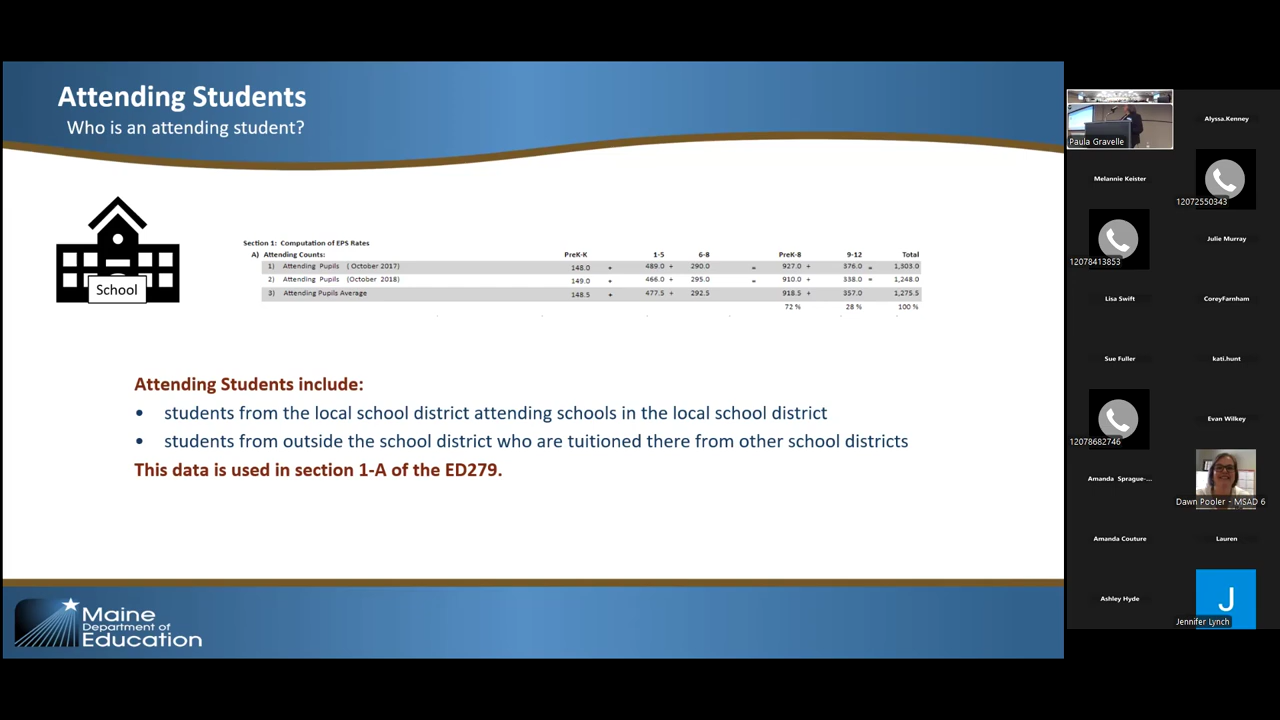 Attending Students
Who is an attending student?
School
Section 1: Computation of EPS Rates
A) Attending Counts: PreK-K 1-5 6-8 PreK-8 9-12 Total
1) Attending Pupils ( October 2017) 148.0 + 489.0 + 290.0 = 927.0 + 376.0 = 1,303.0
2) Attending Pupils (October 2018) 149.0 + 466.0 + 295.0 = 910.0 + 338.0 = 1,248.0
3) Attending Pupils Average 148.5 + 477.5 + 292.5 918.5 + 357.0 1,275.5
72 % 28 % 100 %
Attending Students include:
• students from the local school district attending schools in the local school district
• students from outside the school district who are tuitioned there from other school districts
This data is used in section 1-A of the ED279.
Maine
Department of
Education
Paula Gravelle
Alyssa.Kenney
Melannie Keister
12072550343
12078413853
Julie Murray
Lisa Swift
CoreyFarnham
Sue Fuller
kati.hunt
12078682746
Evan Wilkey
Amanda Sprague-...
Dawn Pooler - MSAD 6
Amanda Couture
Lauren
Ashley Hyde
J
Jennifer Lynch